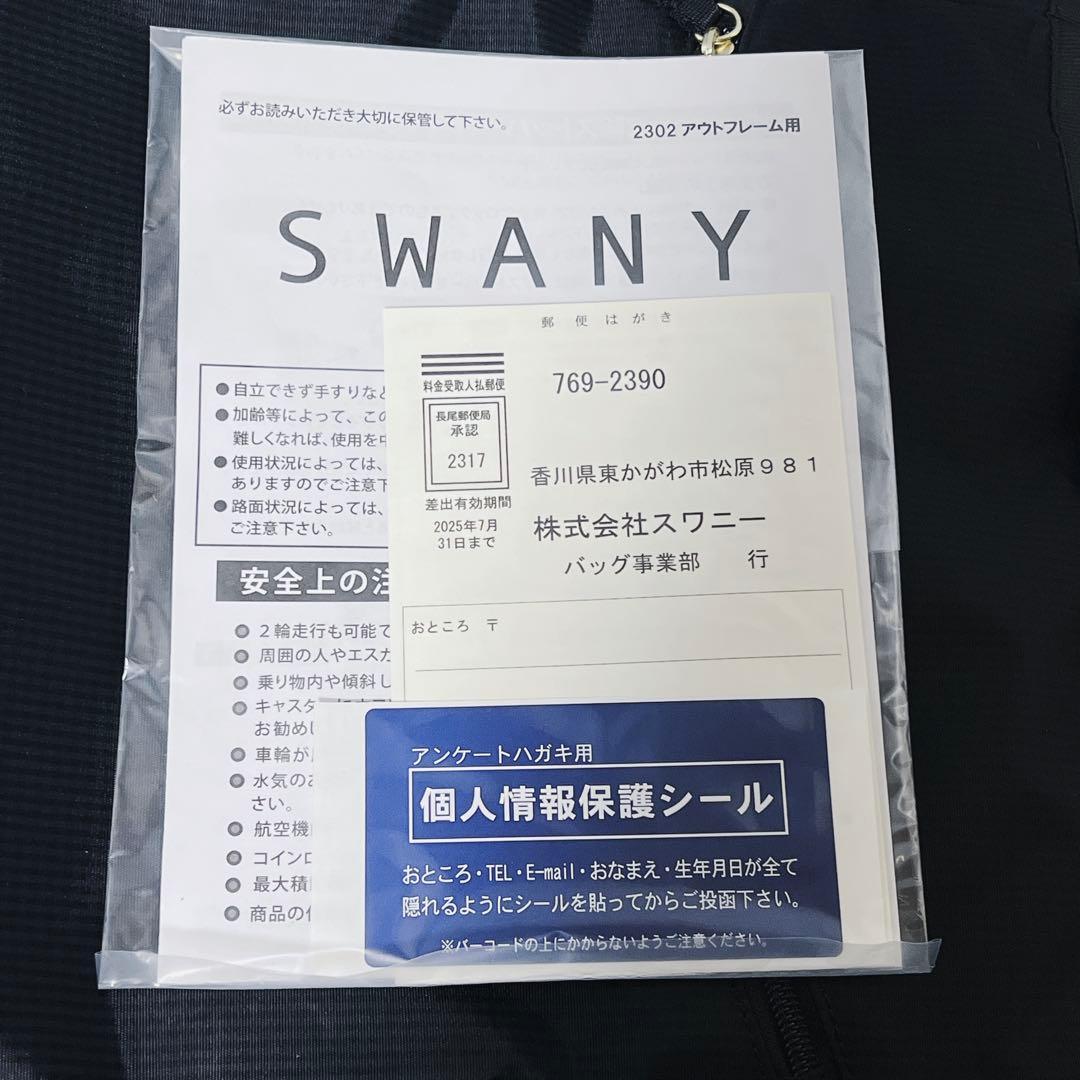 必ずお読みいただき大切に保管して下さい。
2302 アウトフレーム用
SWANY
●自立できず手すりなど
●加齢等によって、この
難しくなれば、使用を中
●使用状況によっては、
ありますのでご注意下
●路面状況によっては、
ご注意下さい。
安全上の注
２輪走行も可能で
周囲の人やエスカ
乗り物内や傾斜し
キャスター
お勧めし
車輪が
水気のあ
さい。
航空機
コインロ
最大積
商品の
郵便はがき
料金受取人払郵便
長尾郵便局
承認
2317
差出有効期間
2025年7月
31日まで
769-2390
香川県東かがわ市松原９８１
株式会社スワニー
バッグ事業部 行
おところ 〒
アンケートハガキ用
個人情報保護シール
おところ・TEL・E-mail・おなまえ・生年月日が全て
隠れるようにシールを貼ってからご投函下さい。
※バーコードの上にかからないようご注意ください。